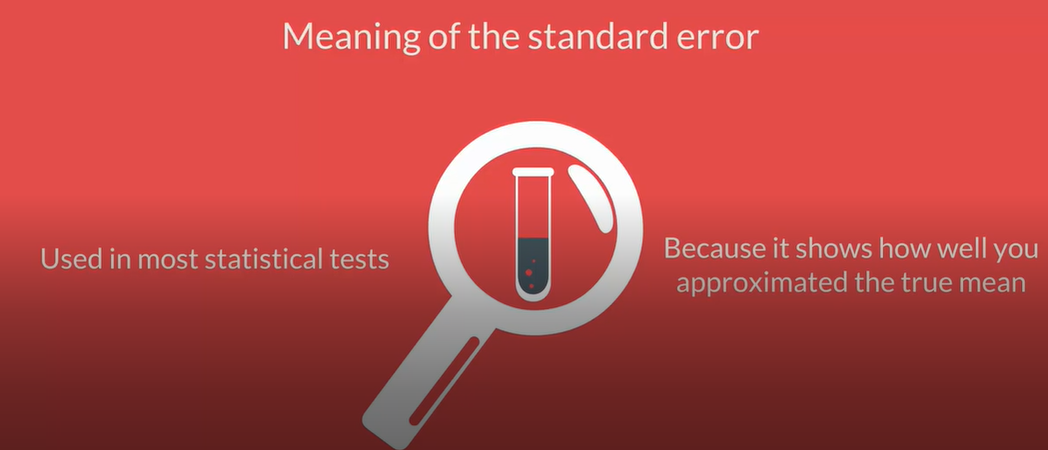 Meaning of the standard error
Used in most statistical tests
Because it shows how well you
approximated the true mean